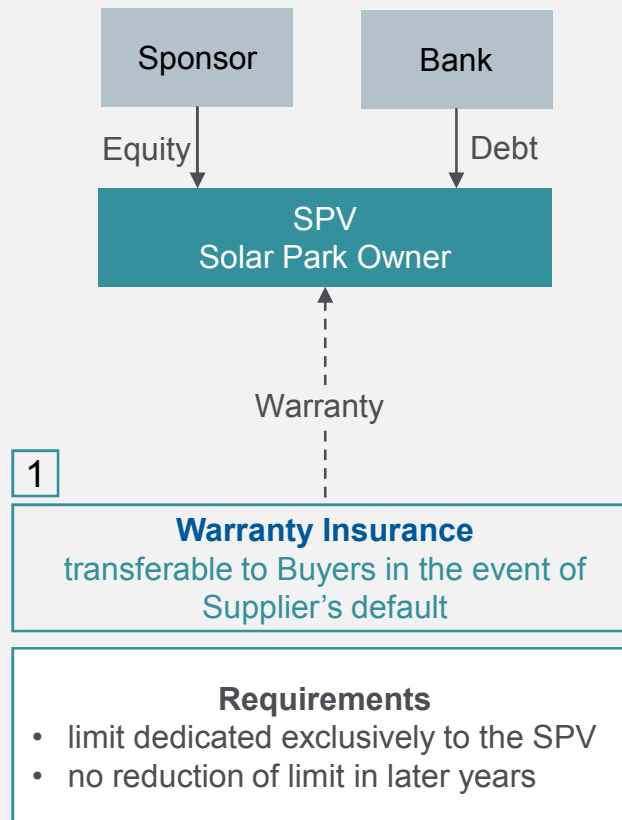 Sponsor
Bank
Equity
Debt
SPV
Solar Park Owner
Warranty
1
Warranty Insurance
transferable to Buyers in the event of
Supplier’s default
Requirements
• limit dedicated exclusively to the SPV
• no reduction of limit in later years